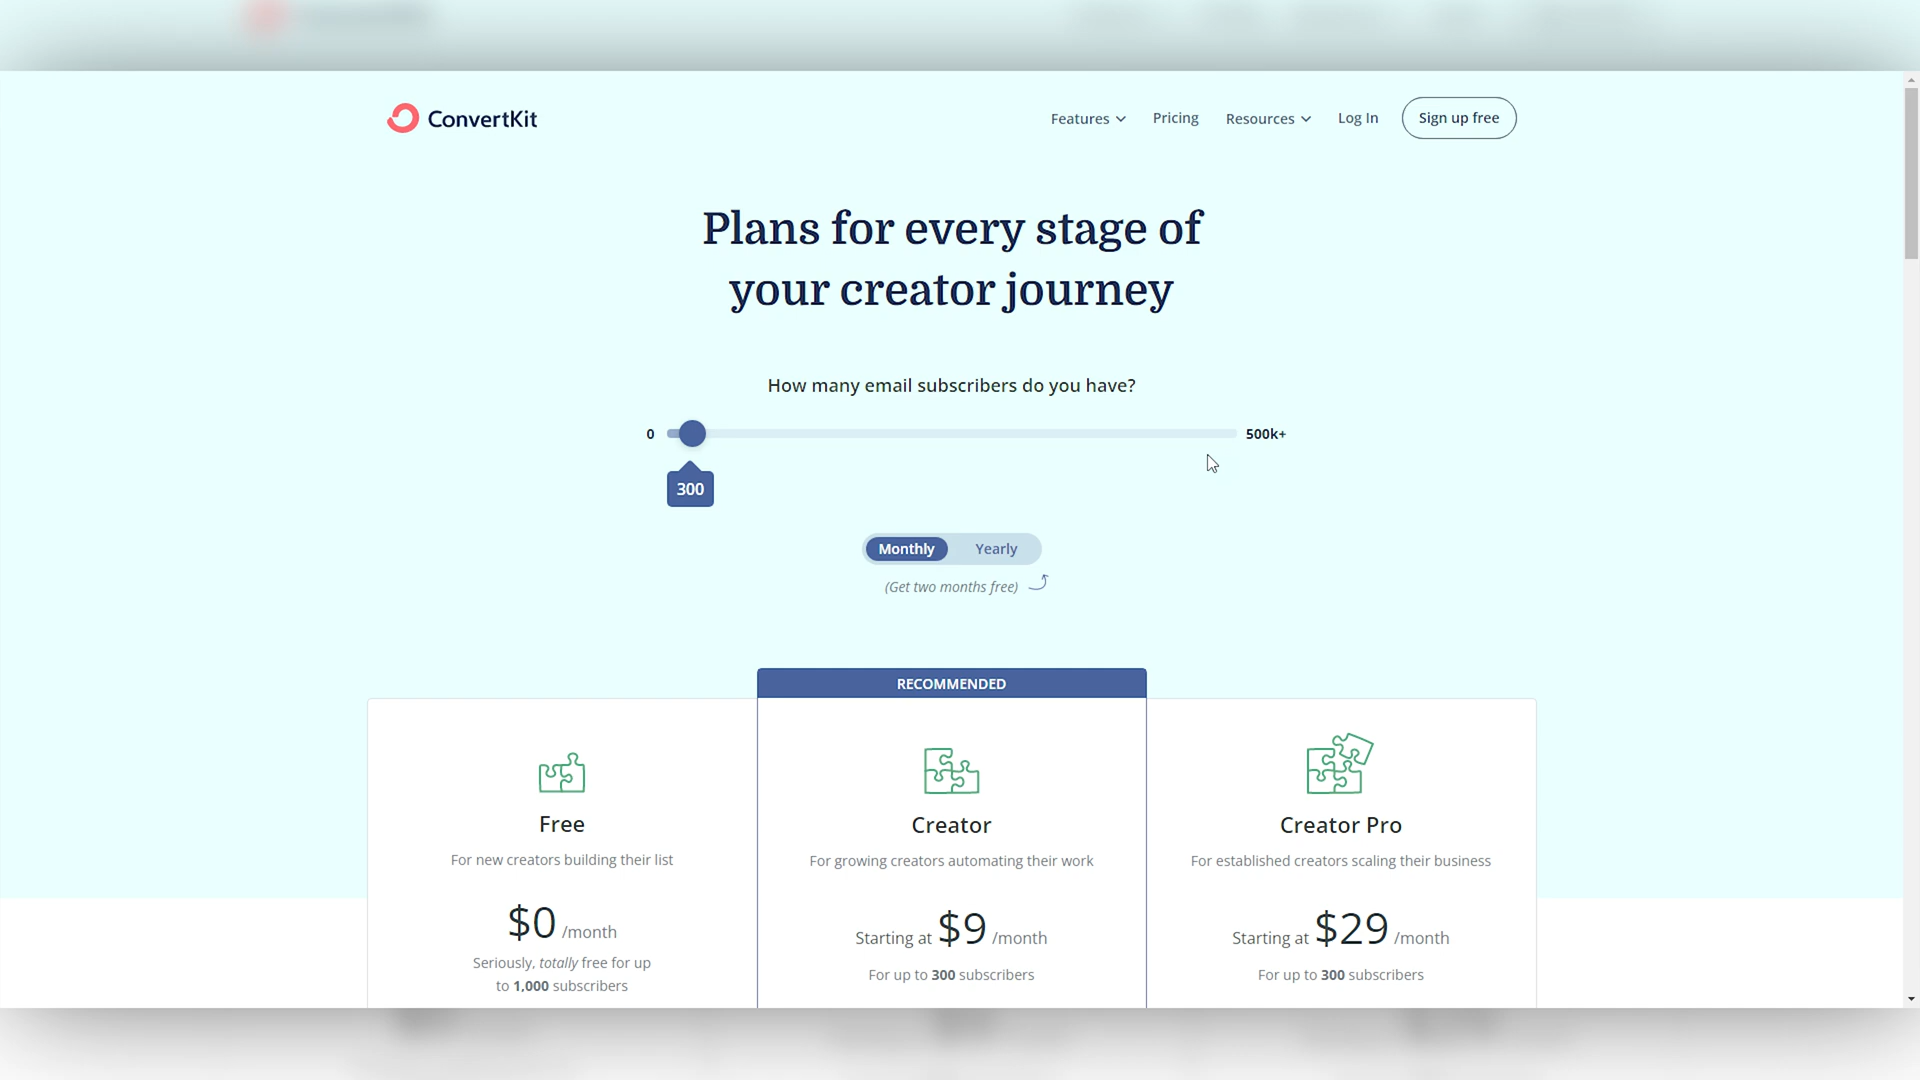 ConvertKit
Features
Pricing
Resources
Log In
Sign up free
Plans for every stage of
your creator journey
How many email subscribers do you have?
0
500k+
300
Monthly
Yearly
(Get two months free)
RECOMMENDED
Free
For new creators building their list
$0 /month
Seriously, totally free for up
to 1,000 subscribers
Creator
For growing creators automating their work
Starting at $9 /month
For up to 300 subscribers
Creator Pro
For established creators scaling their business
Starting at $29 /month
For up to 300 subscribers